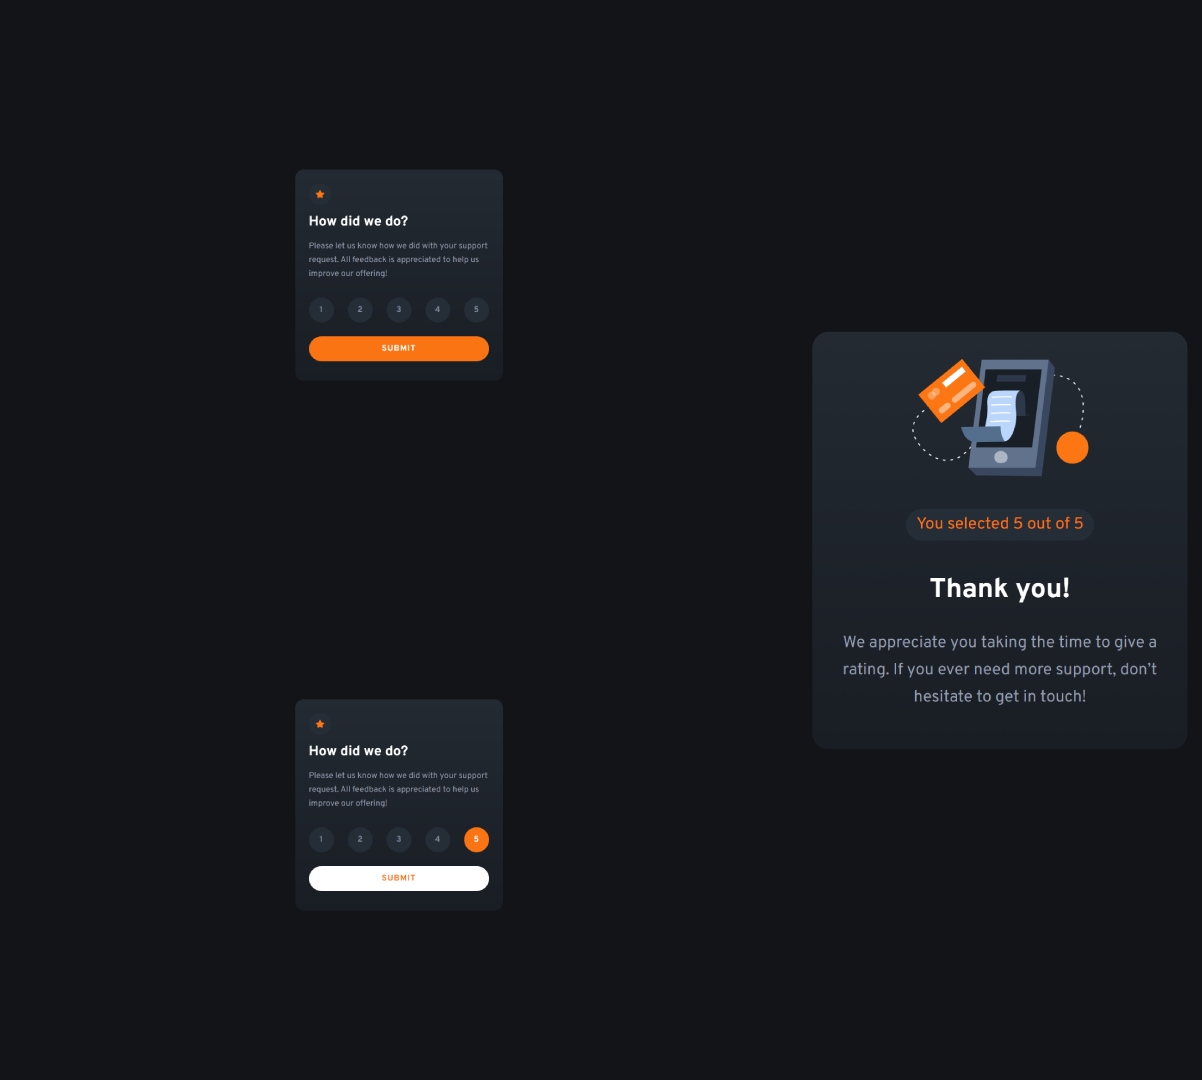 How did we do?
Please let us know how we did with your support
request. All feedback is appreciated to help us
improve our offering!
1 2 3 4 5
SUBMIT
How did we do?
Please let us know how we did with your support
request. All feedback is appreciated to help us
improve our offering!
1 2 3 4 5
SUBMIT
You selected 5 out of 5
Thank you!
We appreciate you taking the time to give a
rating. If you ever need more support, don’t
hesitate to get in touch!